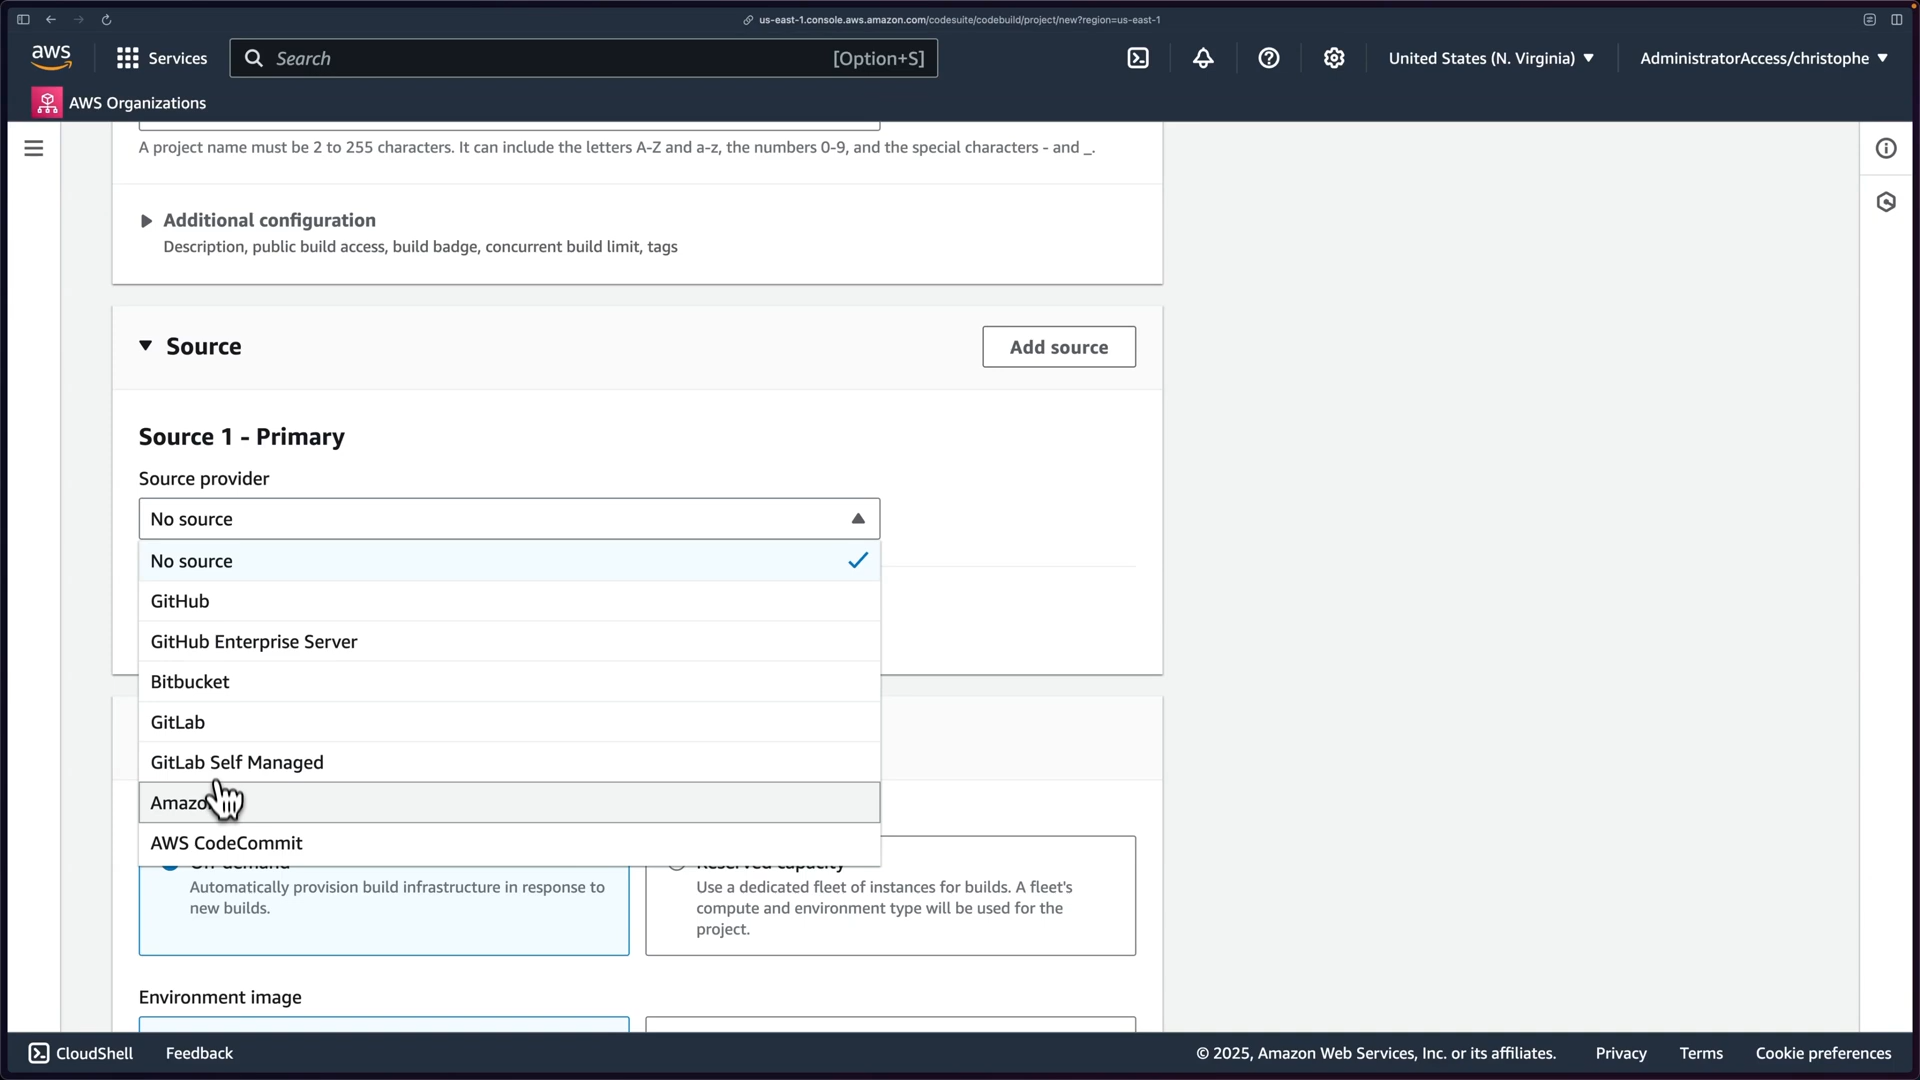 us-east-1.console.aws.amazon.com/codesuite/codebuild/project/new?region=us-east-1
aws
Services
Search
[Option+S]
United States (N. Virginia)
AdministratorAccess/christophe
AWS Organizations
A project name must be 2 to 255 characters. It can include the letters A-Z and a-z, the numbers 0-9, and the special characters - and _.
Additional configuration
Description, public build access, build badge, concurrent build limit, tags
Source
Add source
Source 1 - Primary
Source provider
No source
No source
GitHub
GitHub Enterprise Server
Bitbucket
GitLab
GitLab Self Managed
AWS CodeCommit
Reserved capacity
Automatically provision build infrastructure in response to
new builds.
Use a dedicated fleet of instances for builds. A fleet's
compute and environment type will be used for the
project.
Environment image
CloudShell
Feedback
© 2025, Amazon Web Services, Inc. or its affiliates.
Privacy
Terms
Cookie preferences